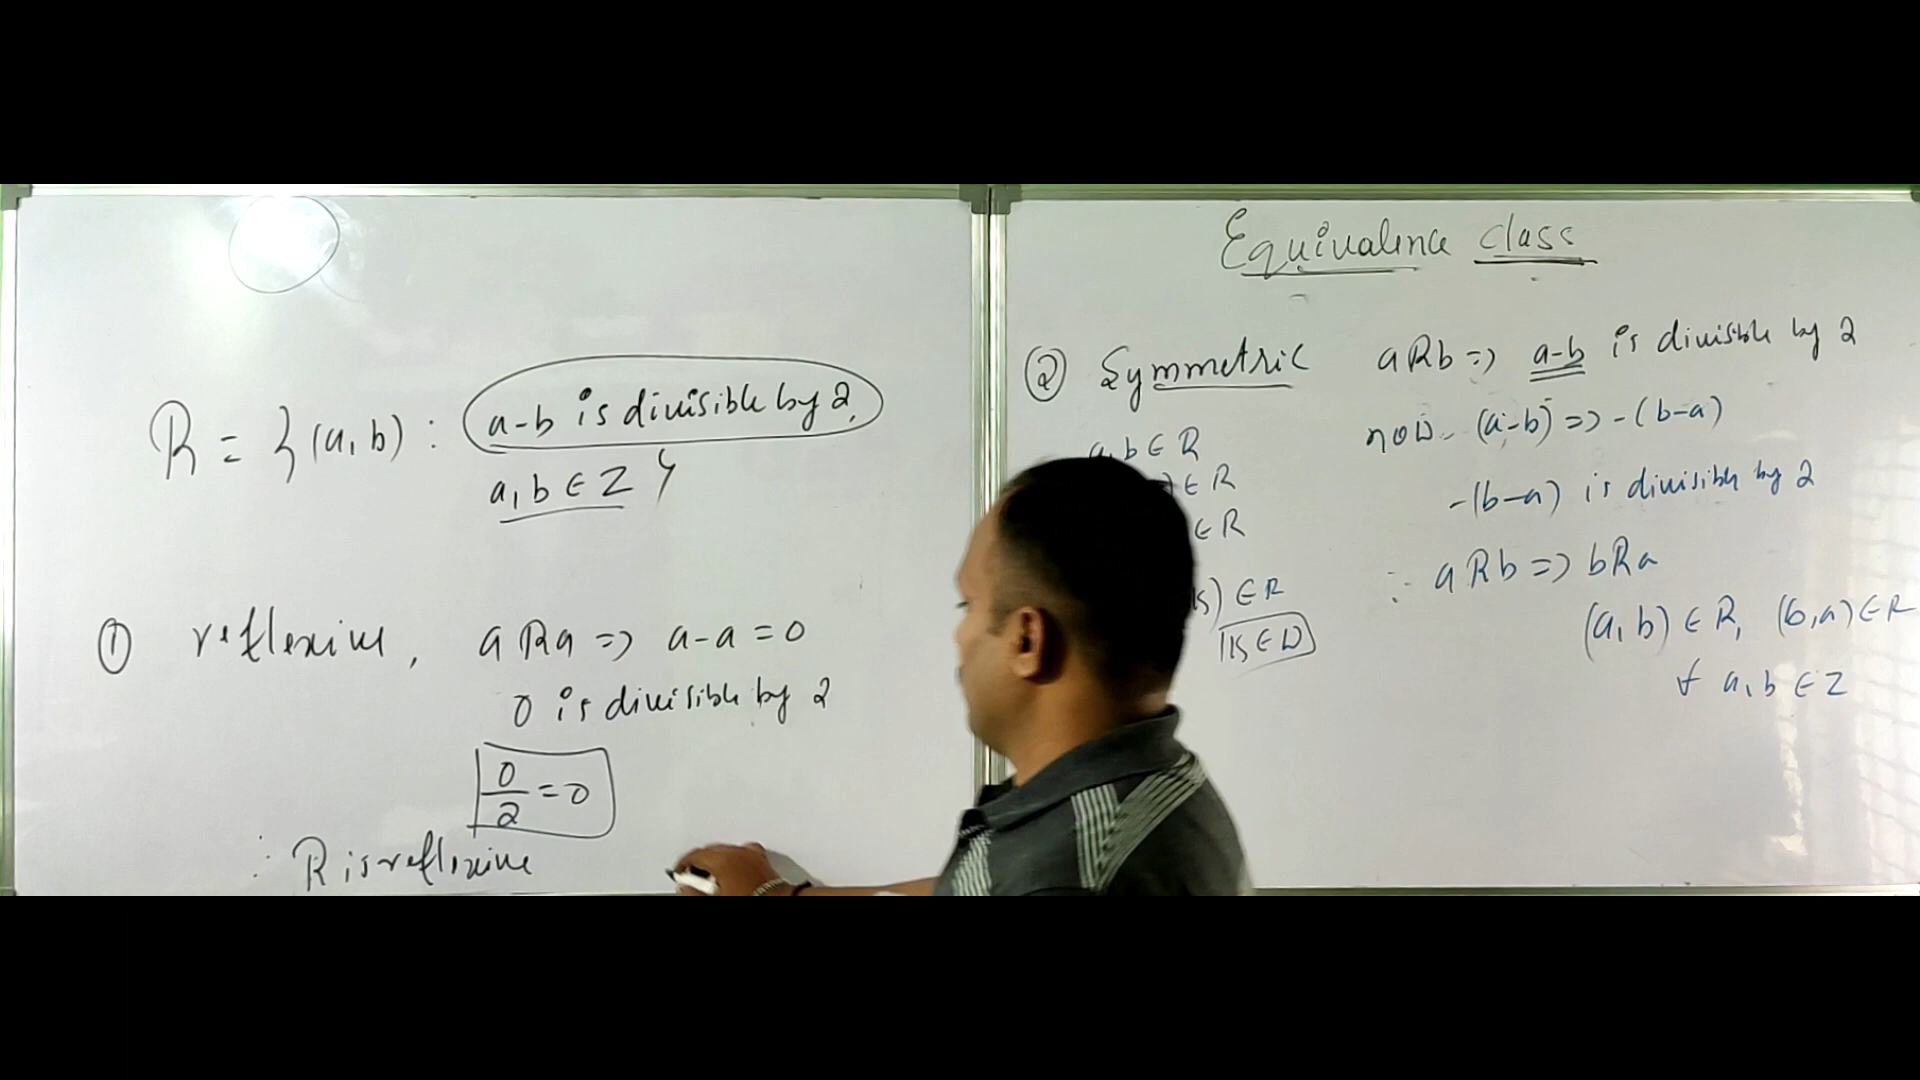 R = { (a, b) : a-b is divisible by 2,
a, b ∈ Z }
① reflexive, a R a => a-a = 0
0 is divisible by 2
0/2 = 0
∴ R is reflexive
Equivalence class
② Symmetric aRb => a-b is divisible by 2
now (a-b) => -(b-a)
-(b-a) is divisible by 2
∴ aRb => bRa
(a, b) ∈ R, (b, a) ∈ R
∀ a, b ∈ Z
a, b ∈ R
∈ R
∈ R
) ∈ R